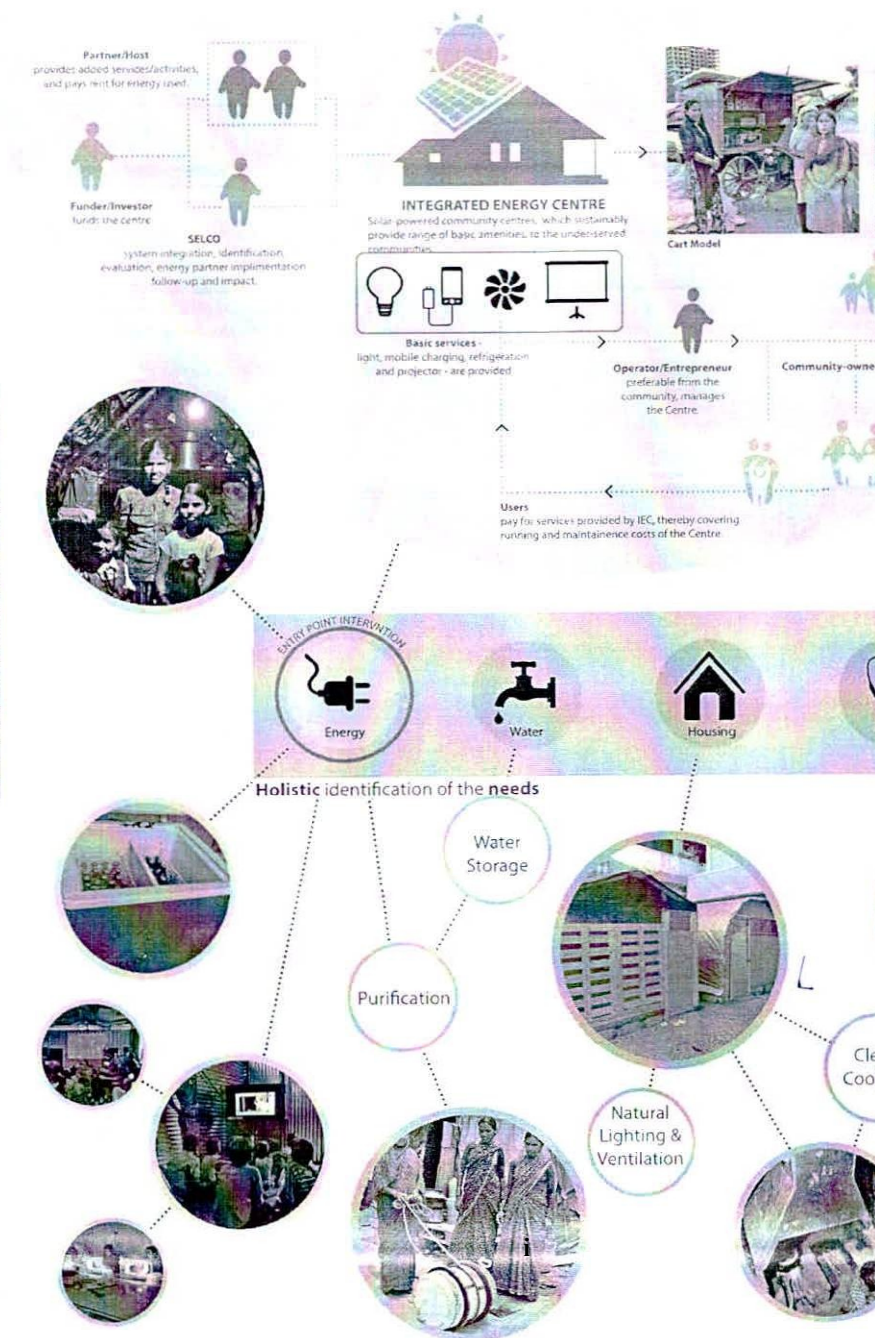 Partner/Host
provides added services/activities,
and pays rent for energy used.
Funder/Investor
funds the centre
SELCO
system integration, identification,
evaluation, energy partner implimentation
follow-up and impact.
INTEGRATED ENERGY CENTRE
Solar-powered community centres, which sustainably
provide range of basic amenities, to the under-served
communities.
Cart Model
Basic services -
light, mobile charging, refrigeration
and projector - are provided
Operator/Entrepreneur
preferable from the
community, manages
the Centre.
Community-owne
Users
pay for services provided by IEC, thereby covering
running and maintainence costs of the Centre.
ENTRY POINT INTERVNTION
Energy
Water
Housing
Holistic identification of the needs
Water
Storage
Purification
Natural
Lighting &
Ventilation
Cle
Coo